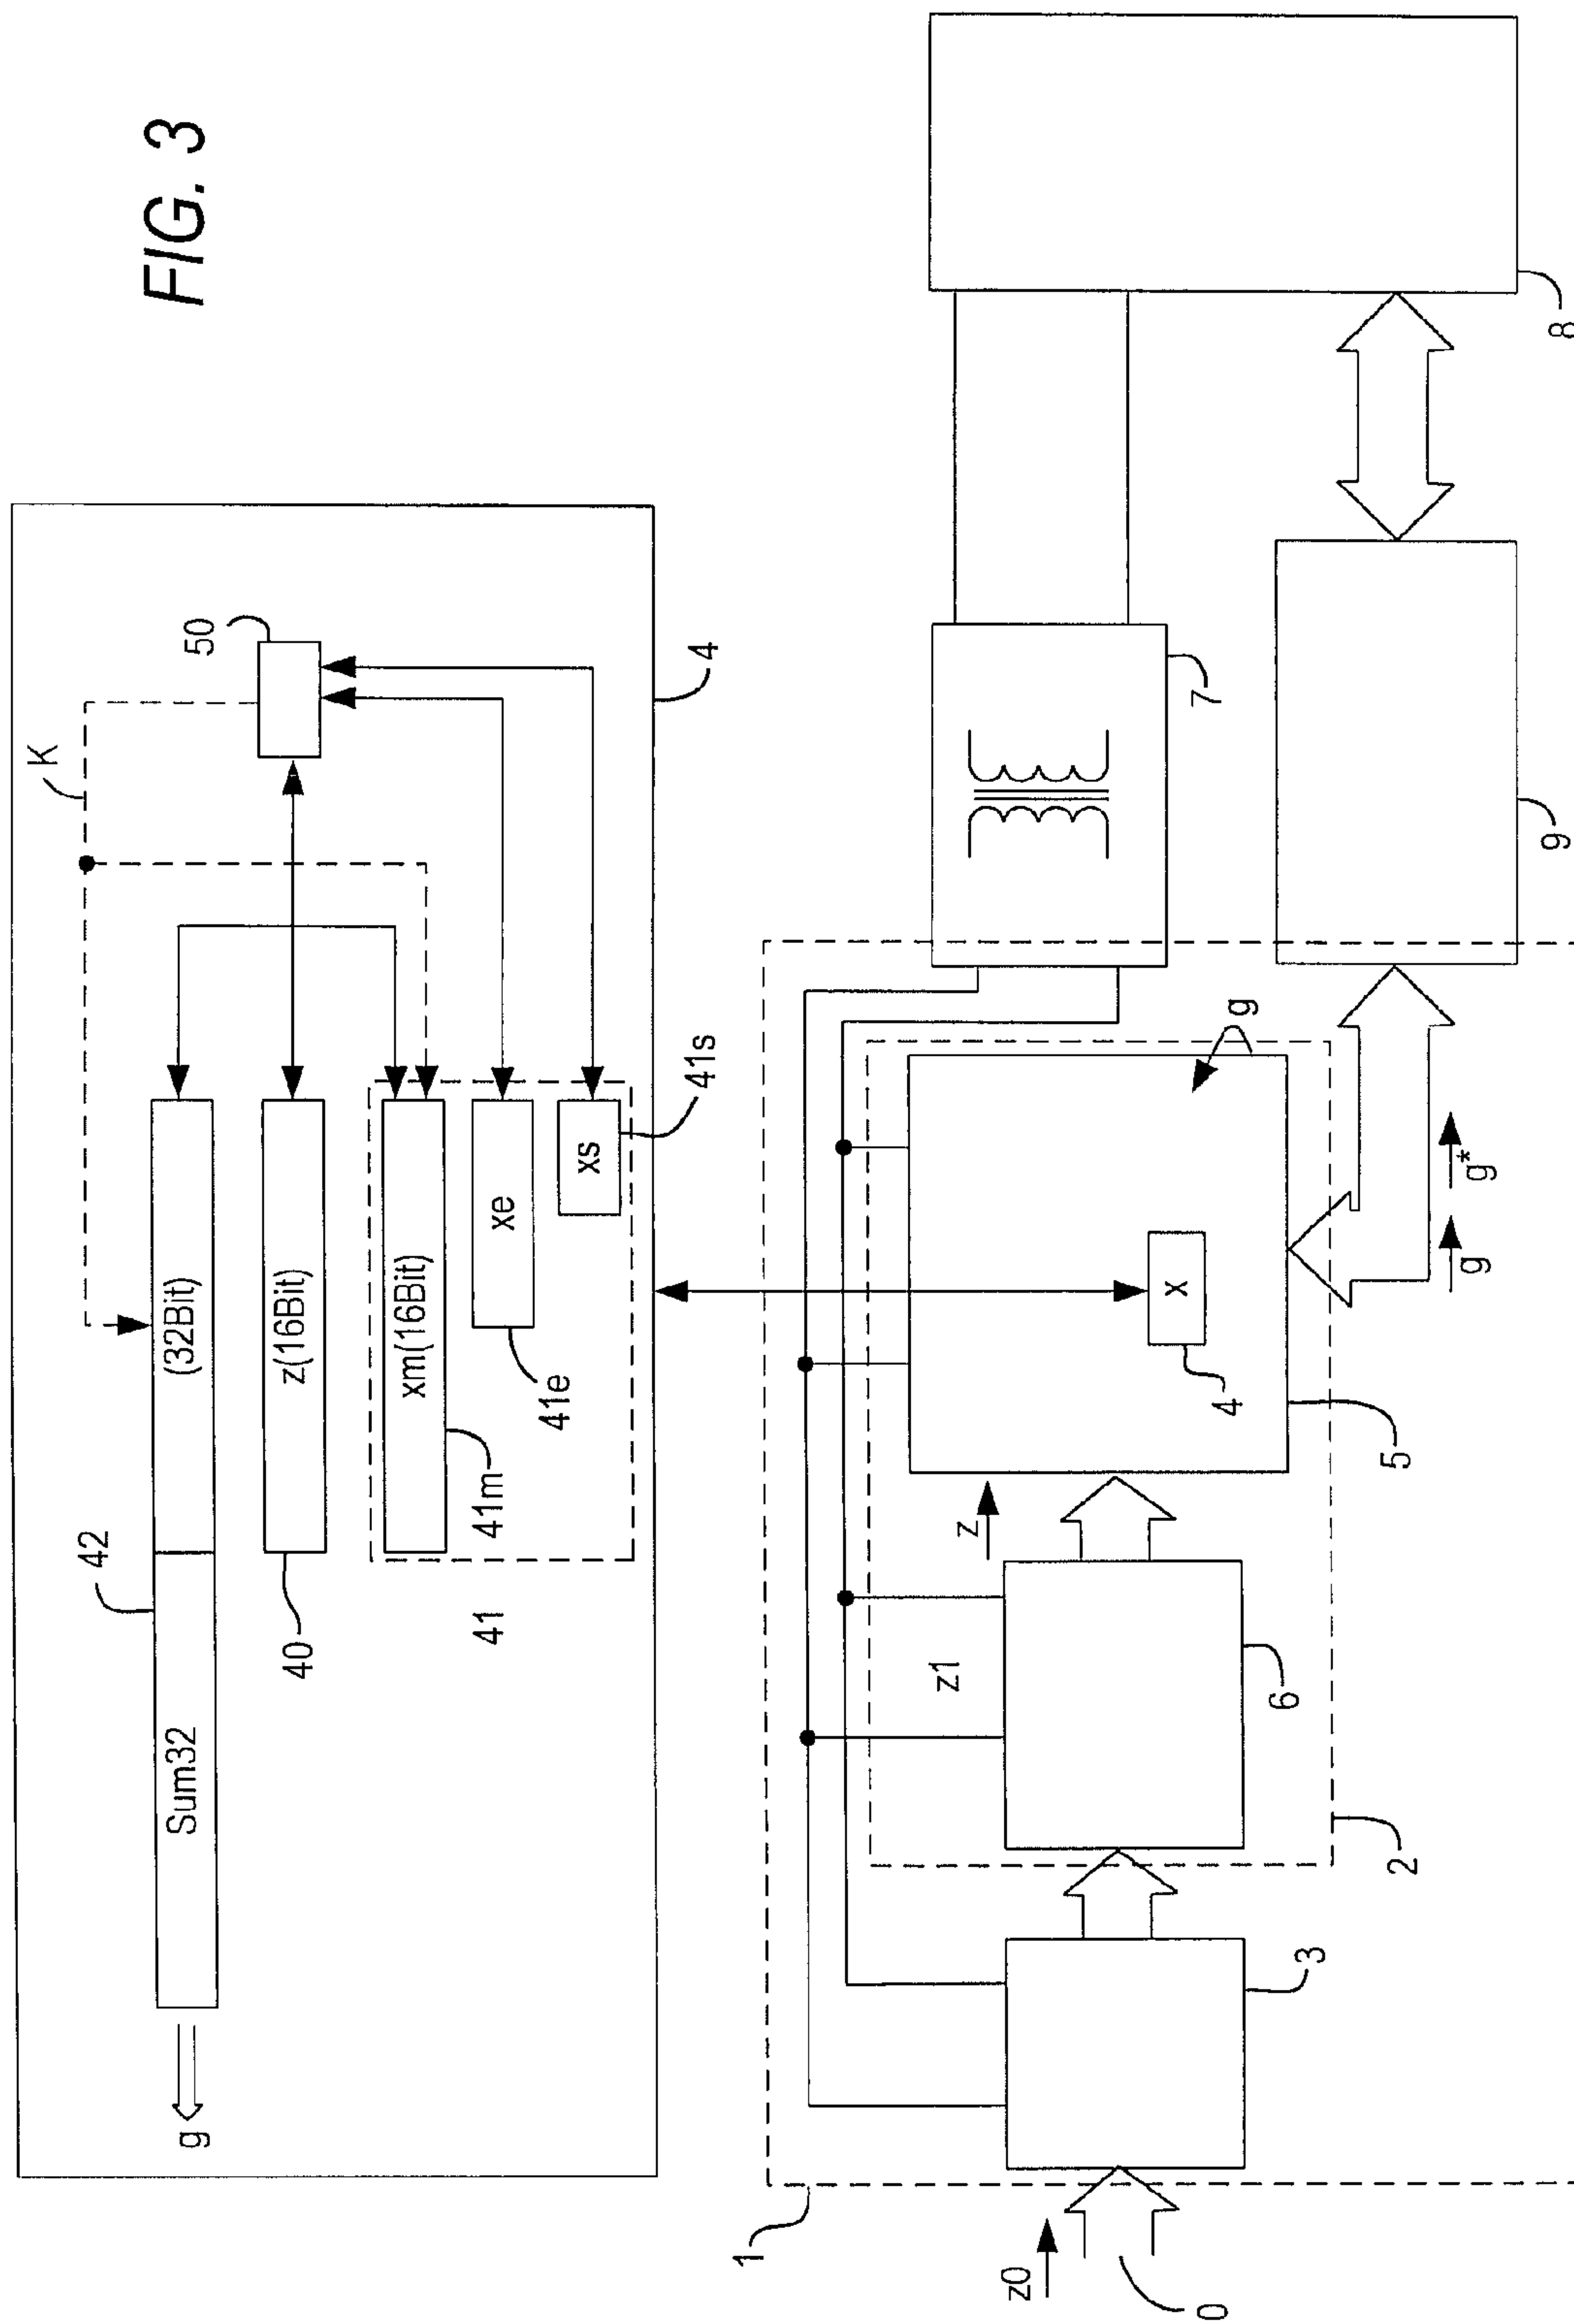 FIG. 3
g
Sum32
(32Bit)
42
K
50
40
z(16Bit)
41
xm(16Bit)
41m
xe
41e
xs
41s
4
1
z0
0
3
z1
6
2
z
5
x
4
g
g
g*
7
9
8